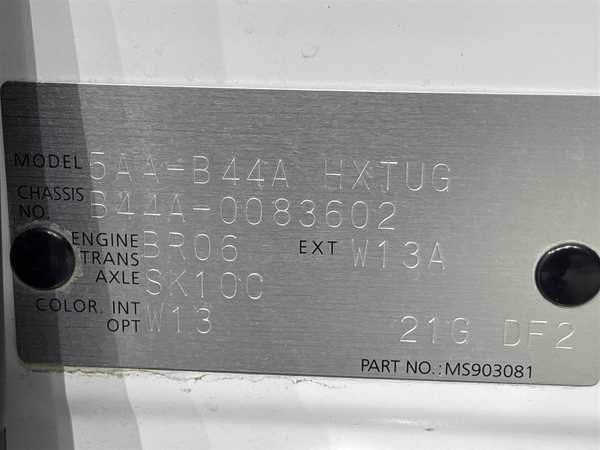 MODEL 5AA-B44A HXTUG
CHASSIS NO. B44A-0083602
ENGINE BR06 EXT W13A
TRANS AXLE SK10C
COLOR. INT W13
OPT 21G DF2
PART NO.:MS903081